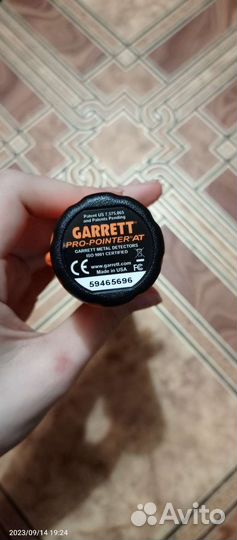 Patent US 7,575,065
and Patents Pending
GARRETT
PRO-POINTER AT
GARRETT METAL DETECTORS
ISO 9001 CERTIFIED
CE www.garrett.com FC
Made in USA
59465696
2023/09/14 19:24
Avito